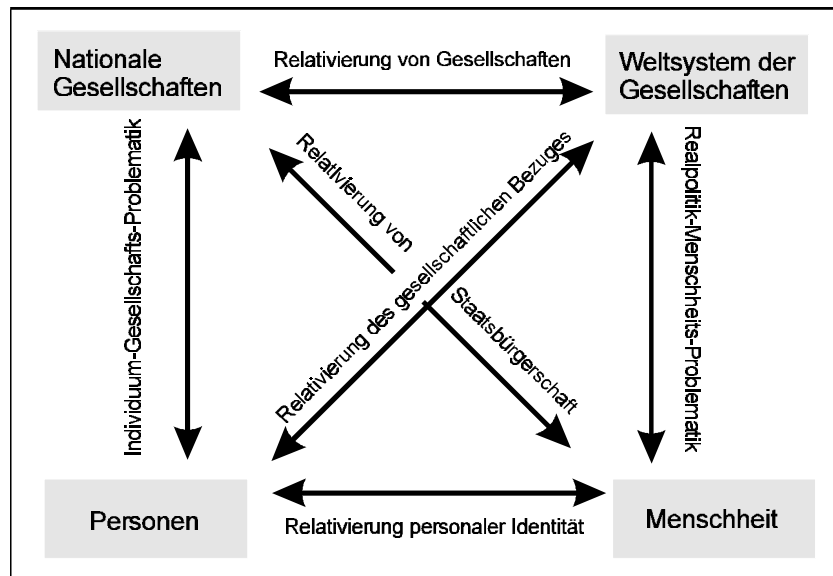 Nationale
Gesellschaften
Relativierung von Gesellschaften
Weltsystem der
Gesellschaften
Individuum-Gesellschafts-Problematik
Relativierung von
Staatsbürgerschaft
Relativierung des gesellschaftlichen Bezuges
Realpolitik-Menschheits-Problematik
Personen
Relativierung personaler Identität
Menschheit